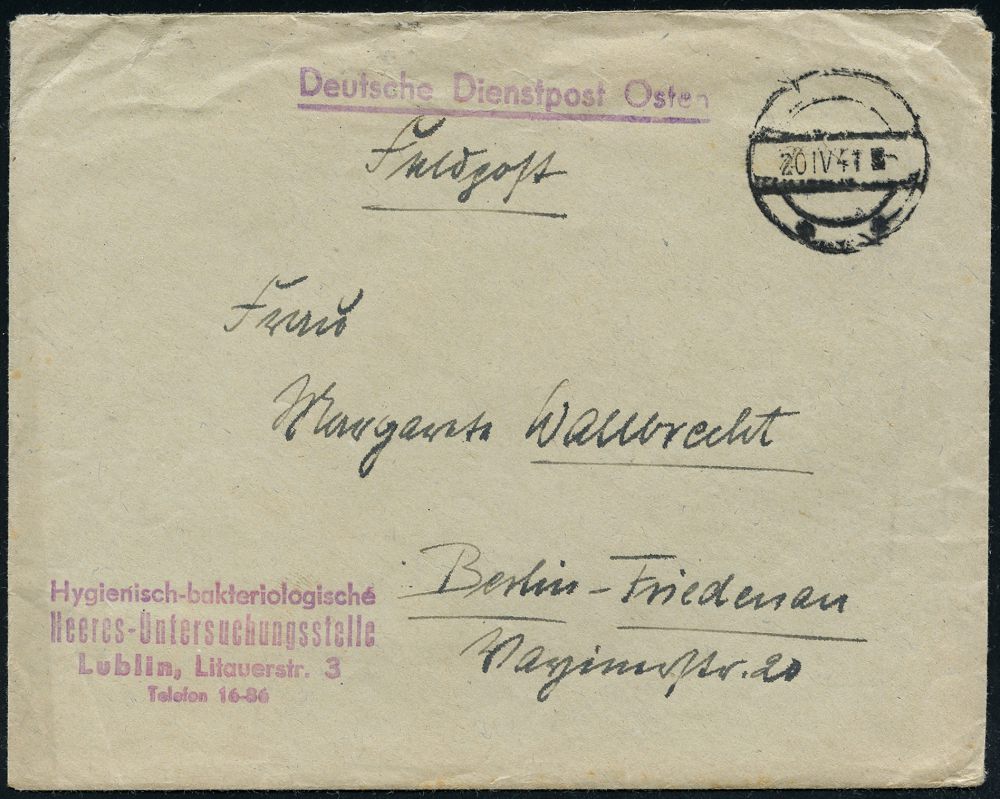 Deutsche Dienstpost Osten
20 IV 41
Feldpost
Frau
Margarete Wallbrecht
Berlin-Friedenau
Hygienisch-bakteriologische
Heeres-Untersuchungsstelle
Lublin, Litauerstr. 3
Telefon 16-86
20